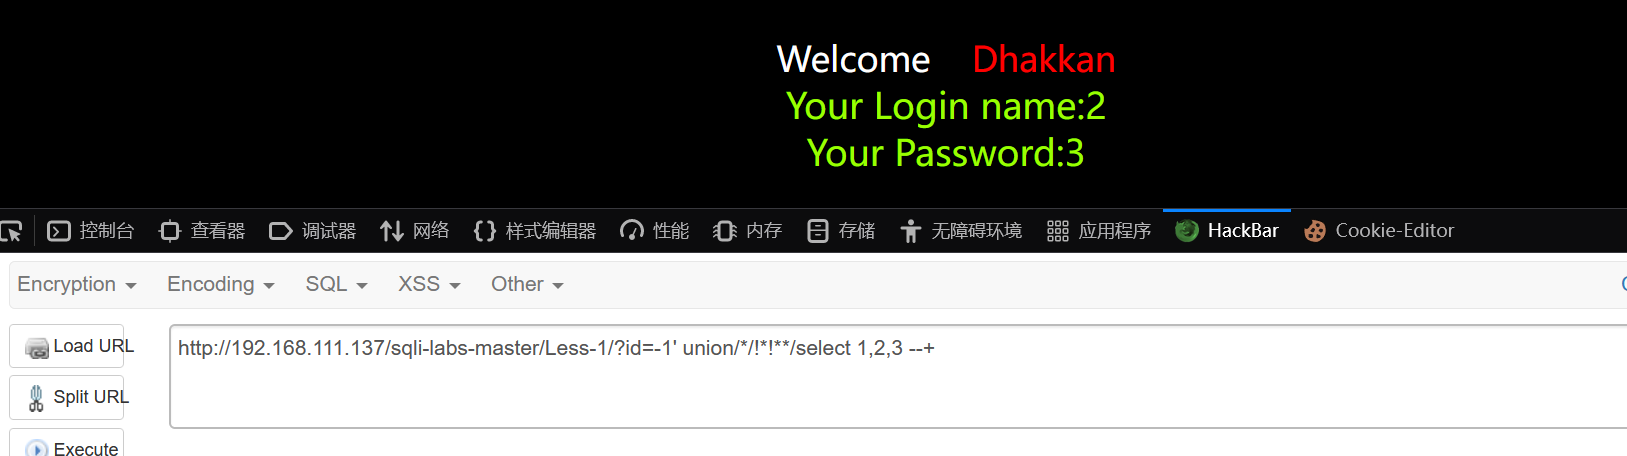 Welcome Dhakkan
Your Login name:2
Your Password:3
控制台 查看器 调试器 网络 样式编辑器 性能 内存 存储 无障碍环境 应用程序 HackBar Cookie-Editor
Encryption Encoding SQL XSS Other
Load URL
http://192.168.111.137/sqli-labs-master/Less-1/?id=-1' union/*/!*!**/select 1,2,3 --+
Split URL
Execute